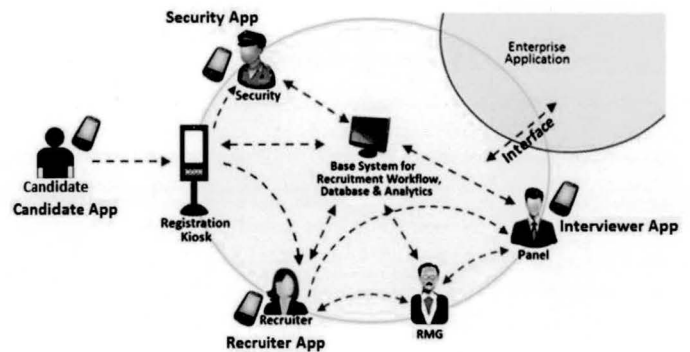 Security App
Enterprise
Application
Security
Interface
Base System for
Recruitment Workflow,
Database & Analytics
Candidate
Candidate App
Registration
Kiosk
Interviewer App
Panel
Recruiter
Recruiter App
RMG